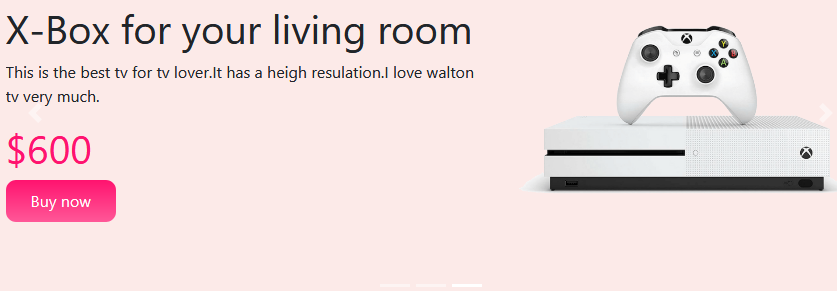 X-Box for your living room
This is the best tv for tv lover.It has a heigh resulation.I love walton
tv very much.
$600
Buy now
Y
X
B
A